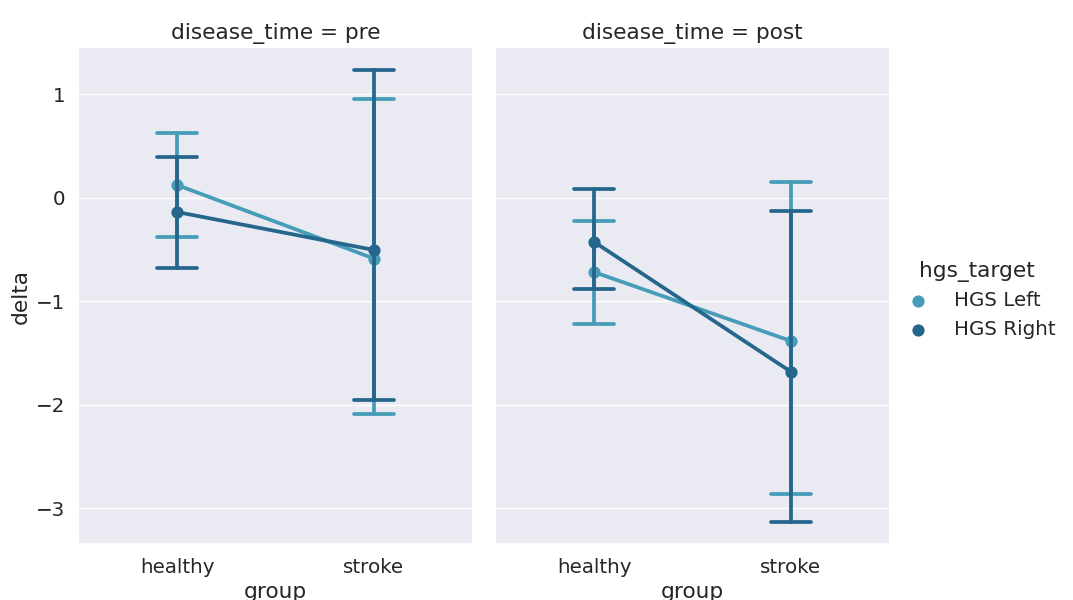 disease_time = pre
disease_time = post
delta
1
0
−1
−2
−3
healthy
stroke
group
healthy
stroke
group
hgs_target
HGS Left
HGS Right